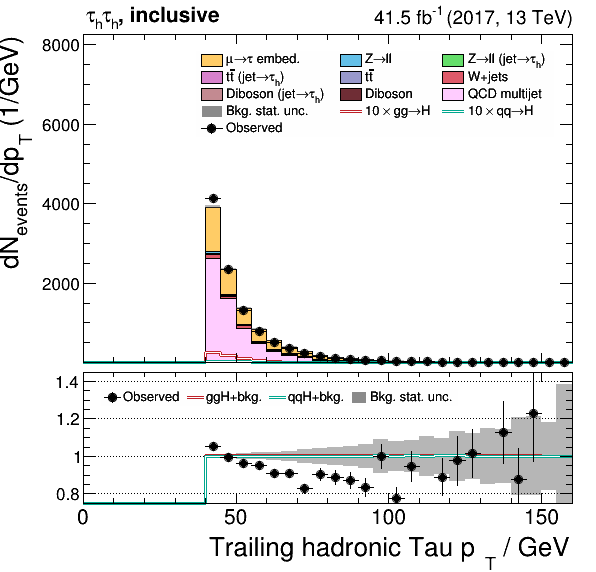 τhτh, inclusive 41.5 fb-1 (2017, 13 TeV)
8000
μ→τ embed. Z→ll Z→ll (jet→τh)
tt̄ (jet→τh) tt̄ W+jets
Diboson (jet→τh) Diboson QCD multijet
Bkg. stat. unc. 10 × gg→H 10 × qq→H
Observed
6000
4000
2000
dNevents/dpT (1/GeV)
1.4
Observed ggH+bkg. qqH+bkg. Bkg. stat. unc.
1.2
1
0.8
0 50 100 150
Trailing hadronic Tau p T / GeV